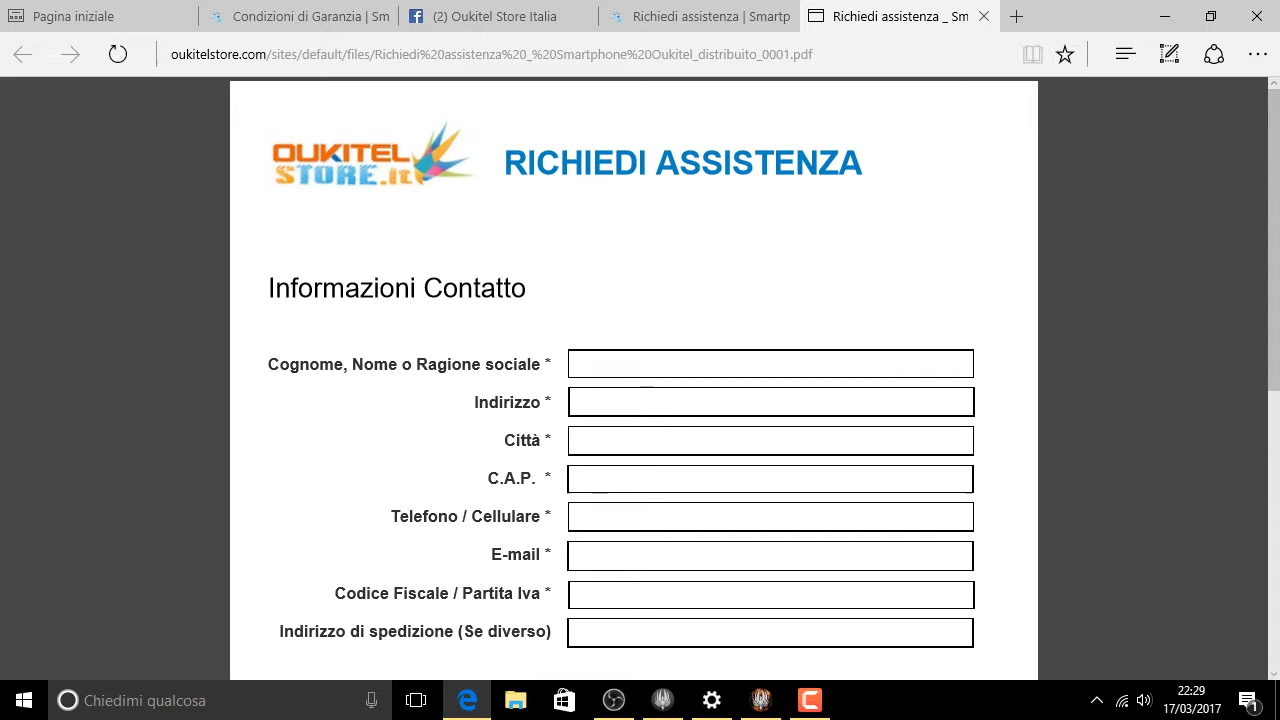 Pagina iniziale
Condizioni di Garanzia | Sm
(2) Oukitel Store Italia
Richiedi assistenza | Smartp
Richiedi assistenza _ Sm
oukitelstore.com/sites/default/files/Richiedi%20assistenza%20_%20Smartphone%20Oukitel_distribuito_0001.pdf
OUKITEL
STORE.it
RICHIEDI ASSISTENZA
Informazioni Contatto
Cognome, Nome o Ragione sociale *
Indirizzo *
Città *
C.A.P. *
Telefono / Cellulare *
E-mail *
Codice Fiscale / Partita Iva *
Indirizzo di spedizione (Se diverso)
Chiedimi qualcosa
22:29
17/03/2017
1